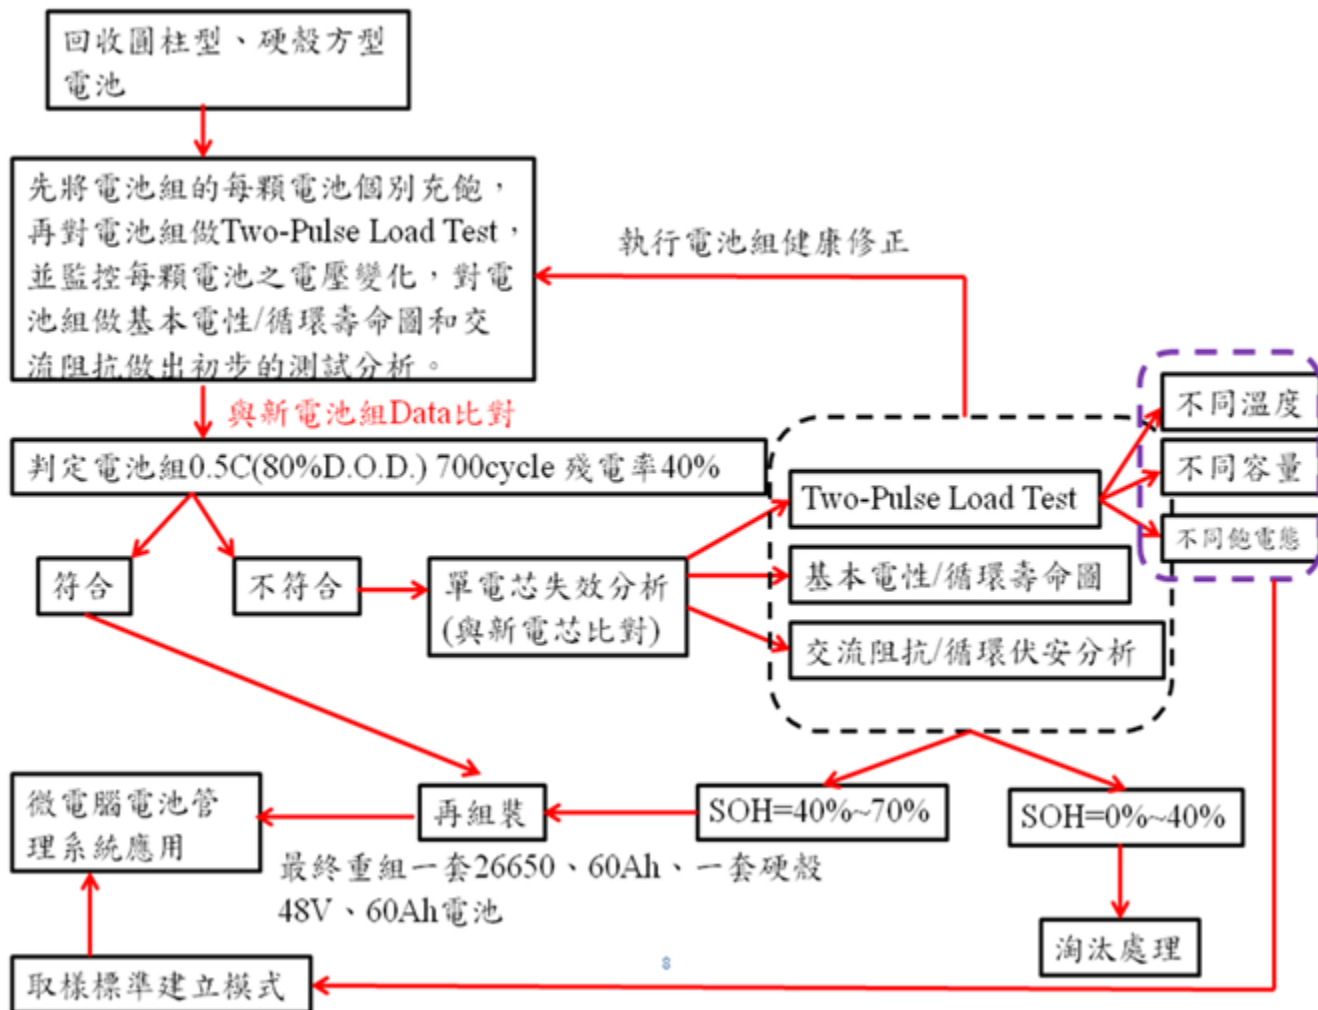 回收圓柱型、硬殼方型
電池
先將電池組的每顆電池個別充飽，
再對電池組做Two-Pulse Load Test，
並監控每顆電池之電壓變化，對電
池組做基本電性/循環壽命圖和交
流阻抗做出初步的測試分析。
執行電池組健康修正
與新電池組Data比對
判定電池組0.5C(80%D.O.D.) 700cycle 殘電率40%
不同溫度
不同容量
不同飽電態
Two-Pulse Load Test
基本電性/循環壽命圖
交流阻抗/循環伏安分析
符合
不符合
單電芯失效分析
(與新電芯比對)
微電腦電池管
理系統應用
再組裝
SOH=40%~70%
SOH=0%~40%
最終重組一套26650、60Ah、一套硬殼
48V、60Ah電池
淘汰處理
取樣標準建立模式
8